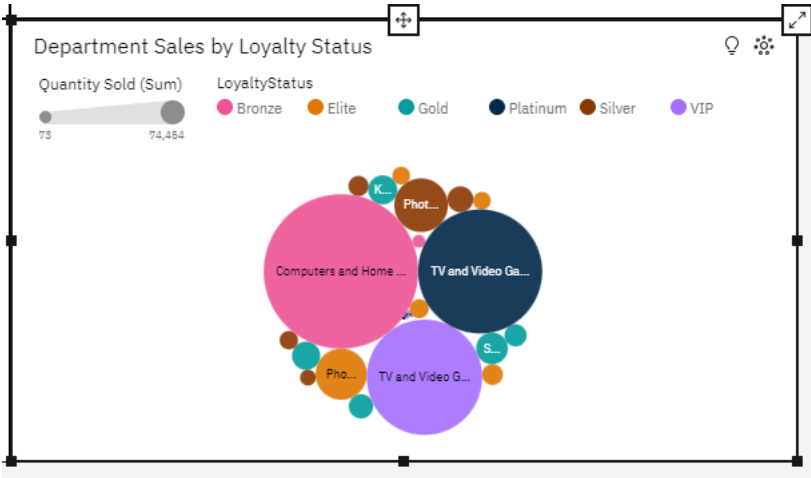 Department Sales by Loyalty Status
Quantity Sold (Sum)
73
74,454
LoyaltyStatus
Bronze
Elite
Gold
Platinum
Silver
VIP
K...
Phot...
Computers and Home ...
TV and Video Ga...
S...
Pho...
TV and Video G...